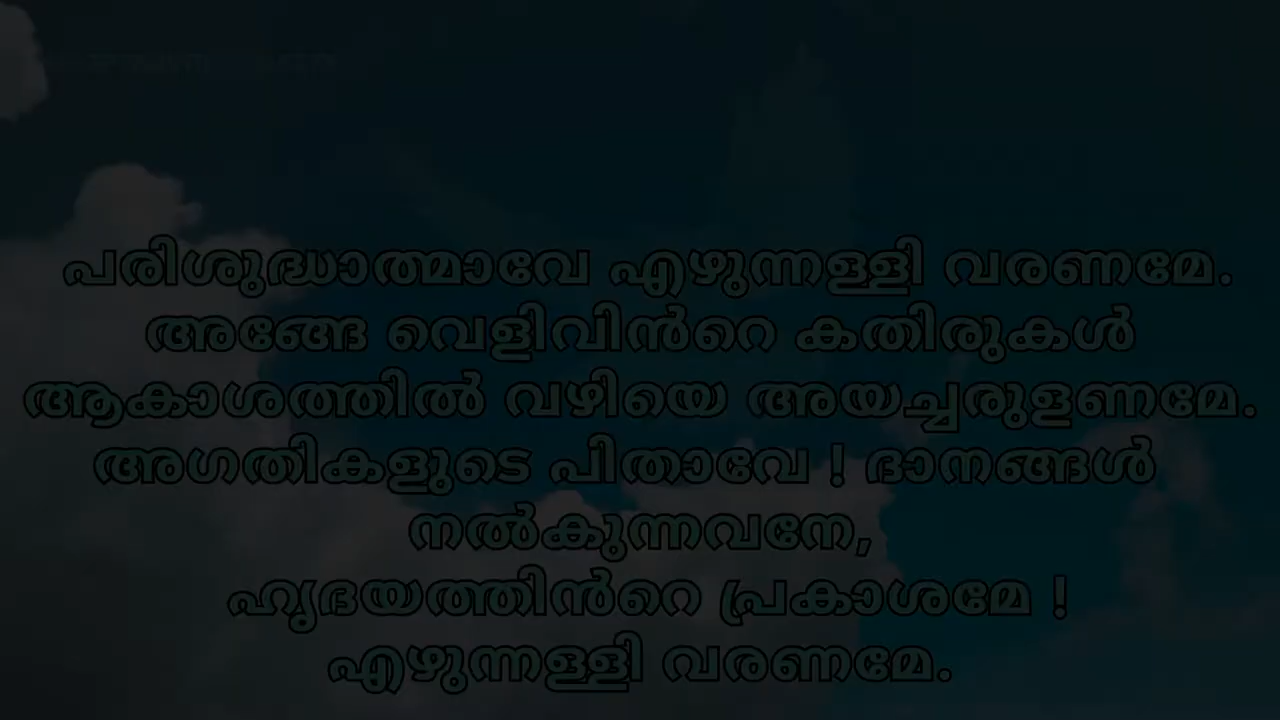 പരിശുദ്ധാത്മാവേ എഴുന്നള്ളി വരണമേ.
അങ്ങേ വെളിവിൻറെ കതിരുകൾ
ആകാശത്തിൽ വഴിയെ അയച്ചരുളണമേ.
അഗതികളുടെ പിതാവേ ! ദാനങ്ങൾ
നൽകുന്നവനേ,
ഹൃദയത്തിൻറെ പ്രകാശമേ !
എഴുന്നള്ളി വരണമേ.